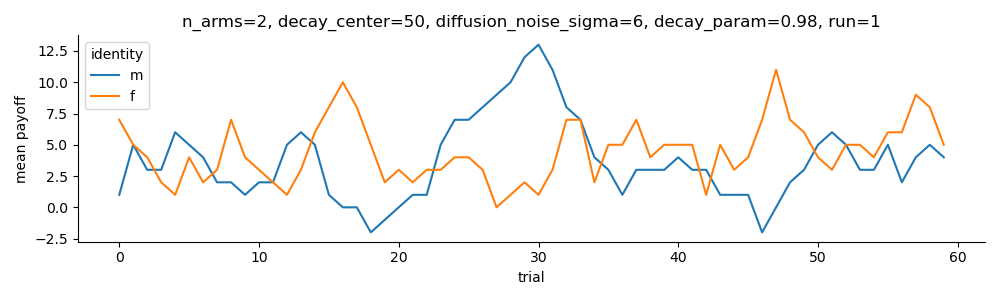 n_arms=2, decay_center=50, diffusion_noise_sigma=6, decay_param=0.98, run=1
identity
m
f
mean payoff
12.5
10.0
7.5
5.0
2.5
0.0
−2.5
0 10 20 30 40 50 60
trial